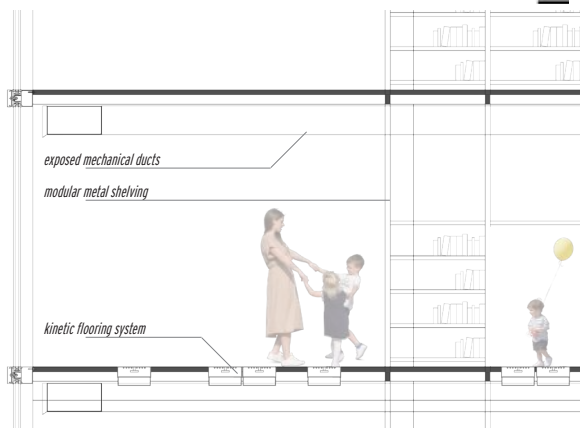 exposed mechanical ducts
modular metal shelving
kinetic flooring system